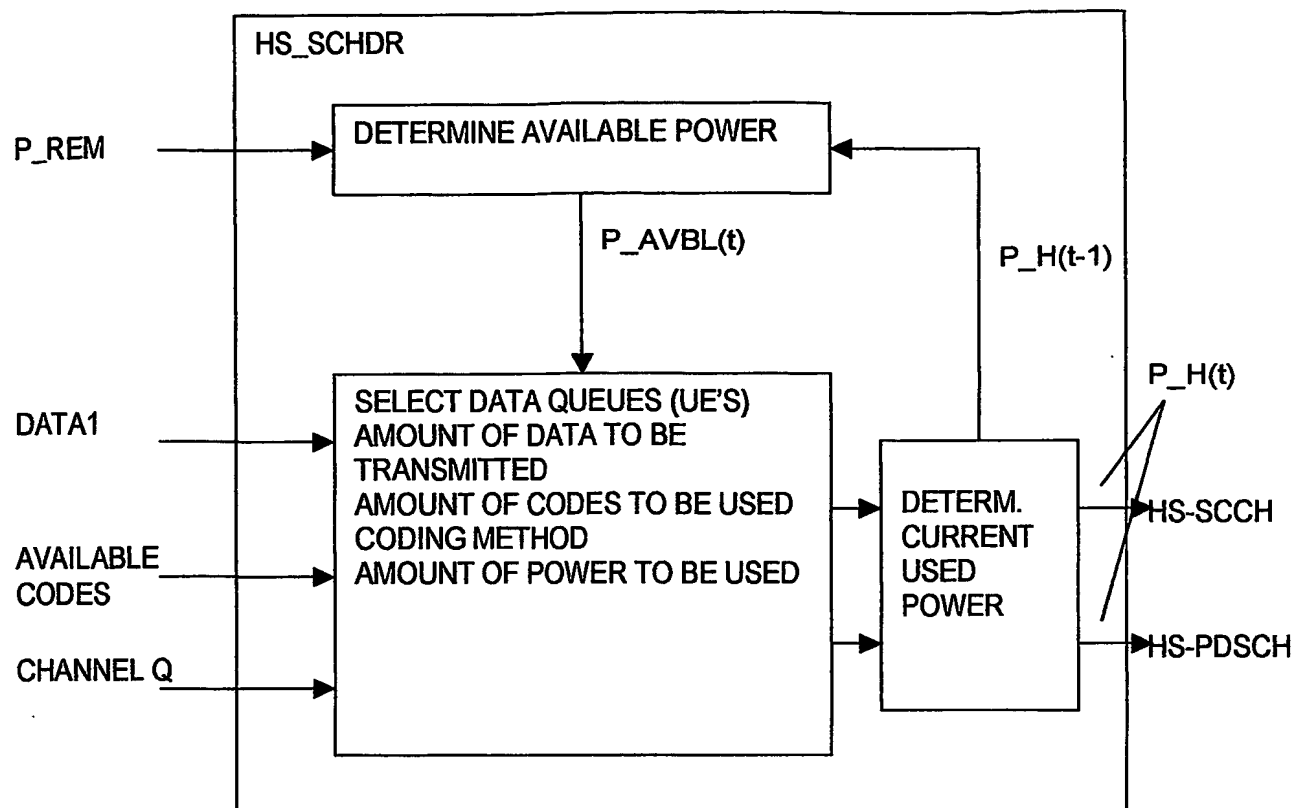 HS_SCHDR
P_REM
DETERMINE AVAILABLE POWER
P_AVBL(t)
P_H(t-1)
P_H(t)
DATA1
AVAILABLE
CODES
CHANNEL Q
SELECT DATA QUEUES (UE'S)
AMOUNT OF DATA TO BE
TRANSMITTED
AMOUNT OF CODES TO BE USED
CODING METHOD
AMOUNT OF POWER TO BE USED
DETERM.
CURRENT
USED
POWER
HS-SCCH
HS-PDSCH